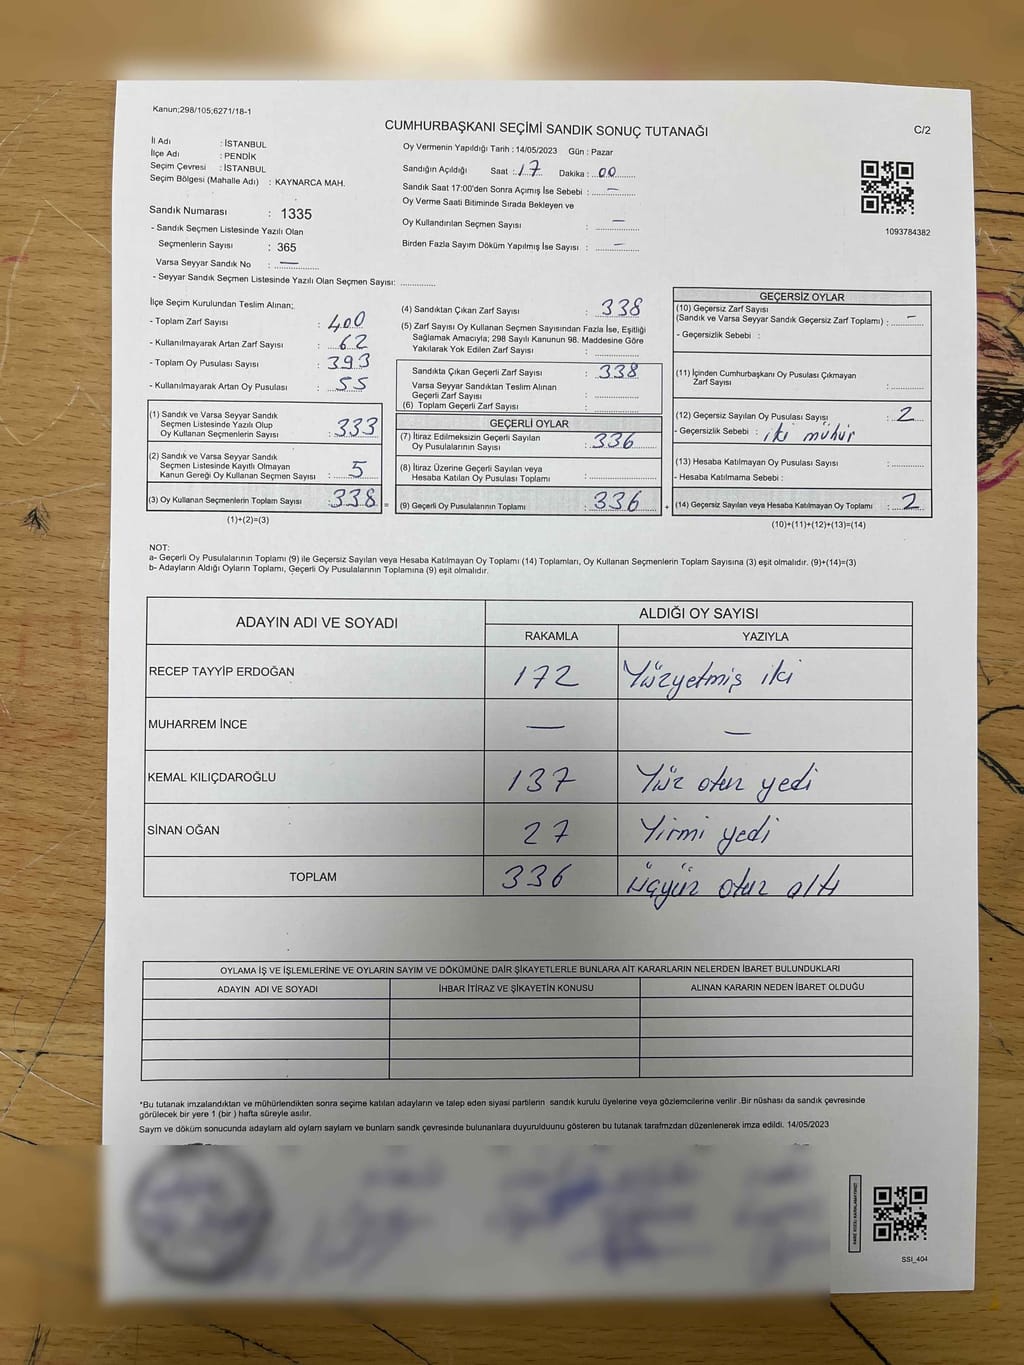 Kanun;298/105;6271/18-1
CUMHURBAŞKANI SEÇİMİ SANDIK SONUÇ TUTANAĞI
C/2
İl Adı : İSTANBUL
İlçe Adı : PENDİK
Seçim Çevresi : İSTANBUL
Seçim Bölgesi (Mahalle Adı) : KAYNARCA MAH.
Sandık Numarası : 1335
- Sandık Seçmen Listesinde Yazılı Olan
Seçmenlerin Sayısı : 365
Varsa Seyyar Sandık No : —
- Seyyar Sandık Seçmen Listesinde Yazılı Olan Seçmen Sayısı: ..............
Oy Vermenin Yapıldığı Tarih : 14/05/2023 Gün : Pazar
Sandığın Açıldığı Saat : 17 Dakika : 00
Sandık Saat 17:00'den Sonra Açımış İse Sebebi : —
Oy Verme Saati Bitiminde Sırada Bekleyen ve
Oy Kullandırılan Seçmen Sayısı : —
Birden Fazla Sayım Döküm Yapılmış İse Sayısı : —
1093784382
İlçe Seçim Kurulundan Teslim Alınan;
- Toplam Zarf Sayısı : 400
- Kullanılmayarak Artan Zarf Sayısı : 62
- Toplam Oy Pusulası Sayısı : 393
- Kullanılmayarak Artan Oy Pusulası : 55
(1) Sandık ve Varsa Seyyar Sandık
Seçmen Listesinde Yazılı Olup
Oy Kullanan Seçmenlerin Sayısı : 333
(2) Sandık ve Varsa Seyyar Sandık
Seçmen Listesinde Kayıtlı Olmayan
Kanun Gereği Oy Kullanan Seçmen Sayısı : 5
(3) Oy Kullanan Seçmenlerin Toplam Sayısı : 338 =
(1)+(2)=(3)
(4) Sandıktan Çıkan Zarf Sayısı : 338
(5) Zarf Sayısı Oy Kullanan Seçmen Sayısından Fazla İse, Eşitliği
Sağlamak Amacıyla; 298 Sayılı Kanunun 98. Maddesine Göre
Yakılarak Yok Edilen Zarf Sayısı : ..............
Sandıkta Çıkan Geçerli Zarf Sayısı : 338
Varsa Seyyar Sandıktan Teslim Alınan
Geçerli Zarf Sayısı : ..............
(6) Toplam Geçerli Zarf Sayısı : ..............
GEÇERLİ OYLAR
(7) İtiraz Edilmeksizin Geçerli Sayılan
Oy Pusulasının Sayısı : 336
(8) İtiraz Üzerine Geçerli Sayılan veya
Hesaba Katılan Oy Pusulası Toplamı : ..............
(9) Geçerli Oy Pusulalarının Toplamı : 336 +
GEÇERSİZ OYLAR
(10) Geçersiz Zarf Sayısı
(Sandık ve Varsa Seyyar Sandık Geçersiz Zarf Toplamı) : —
- Geçersizlik Sebebi :
(11) İçinden Cumhurbaşkanı Oy Pusulası Çıkmayan
Zarf Sayısı : ..............
(12) Geçersiz Sayılan Oy Pusulası Sayısı : 2
- Geçersizlik Sebebi : iki mühür
(13) Hesaba Katılmayan Oy Pusulası Sayısı : ..............
- Hesaba Katılmama Sebebi :
(14) Geçersiz Sayılan veya Hesaba Katılmayan Oy Toplamı : 2
(10)+(11)+(12)+(13)=(14)
NOT:
a- Geçerli Oy Pusulalarının Toplamı (9) ile Geçersiz Sayılan veya Hesaba Katılmayan Oy Toplamı (14) Toplamları, Oy Kullanan Seçmenlerin Toplam Sayısına (3) eşit olmalıdır. (9)+(14)=(3)
b- Adayların Aldığı Oyların Toplamı, Geçerli Oy Pusulalarının Toplamına (9) eşit olmalıdır.
ADAYIN ADI VE SOYADI
ALDIĞI OY SAYISI
RAKAMLA YAZIYLA
RECEP TAYYİP ERDOĞAN 172 Yüzyetmiş iki
MUHARREM İNCE — —
KEMAL KILIÇDAROĞLU 137 Yüz otuz yedi
SİNAN OĞAN 27 Yirmi yedi
TOPLAM 336 üçyüz otuz altı
OYLAMA İŞ VE İŞLEMLERİNE VE OYLARIN SAYIM VE DÖKÜMÜNE DAİR ŞİKAYETLERLE BUNLARA AİT KARARLARIN NELERDEN İBARET BULUNDUKLARI
ADAYIN ADI VE SOYADI İHBAR İTİRAZ VE ŞİKAYETİN KONUSU ALINAN KARARIN NEDEN İBARET OLDUĞU
*Bu tutanak imzalandıktan ve mühürlendikten sonra seçime katılan adayların ve talep eden siyasi partilerin sandık kurulu üyelerine veya gözlemcilerine verilir .Bir nüshası da sandık çevresinde
görülecek bir yere 1 (bir ) hafta süreyle asılır.
Sayım ve döküm sonucunda adayların ald oyların sayların ve bunların sandk çevresinde bulunanlara duyurulduunu gösteren bu tutanak tarafmzdan düzenlenerek imza edildi. 14/05/2023
SSI_404